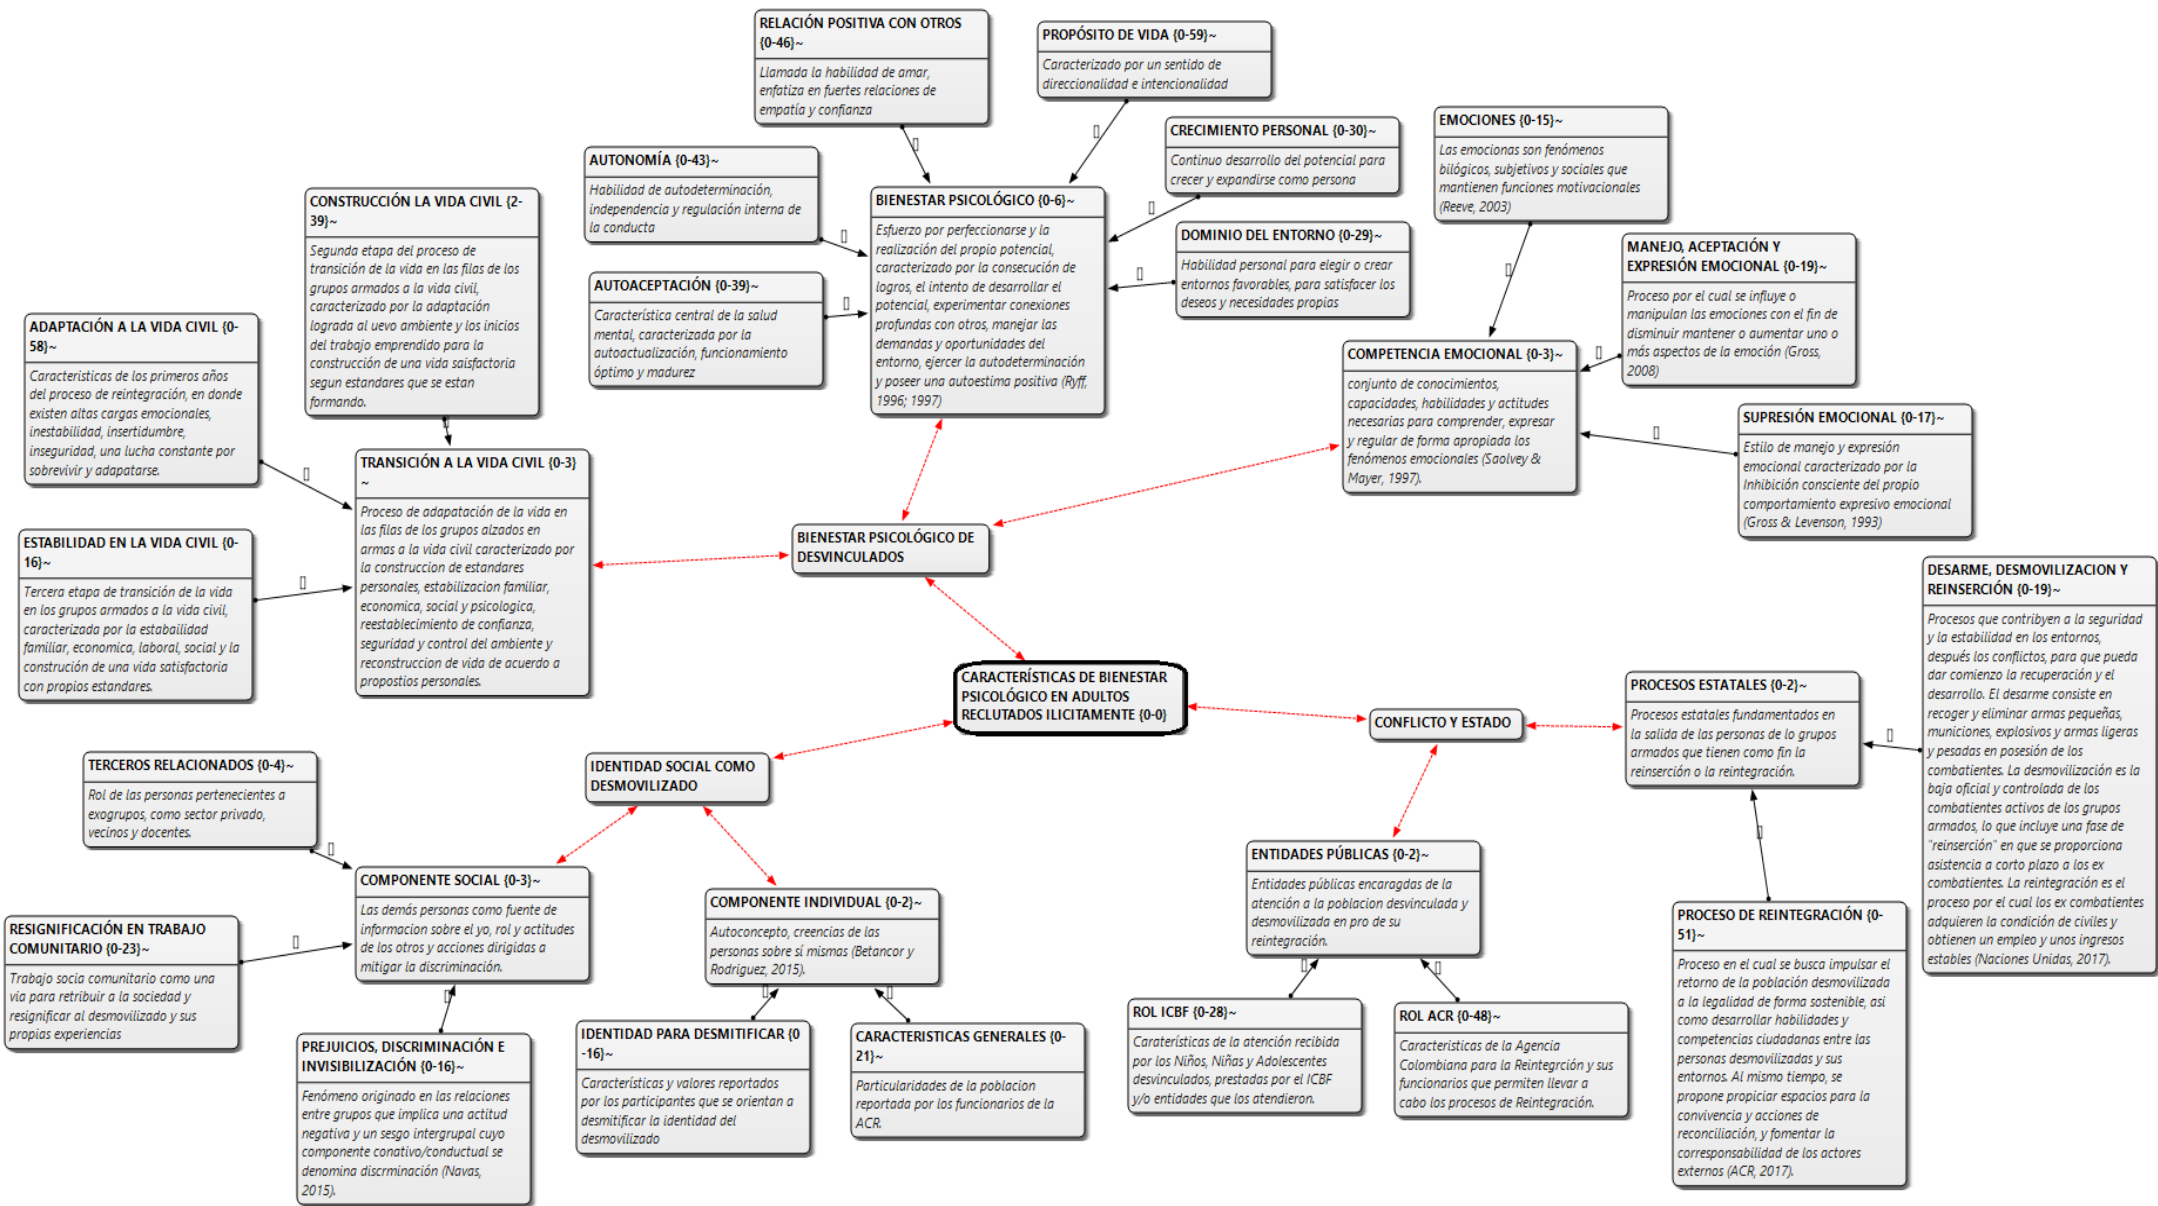 RELACIÓN POSITIVA CON OTROS
{0-46}~
Llamada la habilidad de amar,
enfatiza en fuertes relaciones de
empatía y confianza
PROPÓSITO DE VIDA {0-59}~
Caracterizado por un sentido de
direccionalidad e intencionalidad
CRECIMIENTO PERSONAL {0-30}~
Continuo desarrollo del potencial para
crecer y expandirse como persona
EMOCIONES {0-15}~
Las emocionas son fenómenos
bilógicos, subjetivos y sociales que
mantienen funciones motivacionales
(Reeve, 2003)
AUTONOMÍA {0-43}~
Habilidad de autodeterminación,
independencia y regulación interna de
la conducta
CONSTRUCCIÓN LA VIDA CIVIL {2-
39}~
Segunda etapa del proceso de
transición de la vida en las filas de los
grupos armados a la vida civil,
caracterizado por la adaptación
lograda al uevo ambiente y los inicios
del trabajo emprendido para la
construcción de una vida saisfactoria
segun estandares que se estan
formando.
BIENESTAR PSICOLÓGICO {0-6}~
Esfuerzo por perfeccionarse y la
realización del propio potencial,
caracterizado por la consecución de
logros, el intento de desarrollar el
potencial, experimentar conexiones
profundas con otros, manejar las
demandas y oportunidades del
entorno, ejercer la autodeterminación
y poseer una autoestima positiva (Ryff,
1996; 1997)
DOMINIO DEL ENTORNO {0-29}~
Habilidad personal para elegir o crear
entornos favorables, para satisfacer los
deseos y necesidades propias
MANEJO, ACEPTACIÓN Y
EXPRESIÓN EMOCIONAL {0-19}~
Proceso por el cual se influye o
manipulan las emociones con el fin de
disminuir mantener o aumentar uno o
más aspectos de la emoción (Gross,
2008)
AUTOACEPTACIÓN {0-39}~
Característica central de la salud
mental, caracterizada por la
autoactualización, funcionamiento
óptimo y madurez
ADAPTACIÓN A LA VIDA CIVIL {0-
58}~
Caracteristicas de los primeros años
del proceso de reintegración, en donde
existen altas cargas emocionales,
inestabilidad, insertidumbre,
inseguridad, una lucha constante por
sobrevivir y adapatarse.
COMPETENCIA EMOCIONAL {0-3}~
conjunto de conocimientos,
capacidades, habilidades y actitudes
necesarias para comprender, expresar
y regular de forma apropiada los
fenómenos emocionales (Saolvey &
Mayer, 1997).
SUPRESIÓN EMOCIONAL {0-17}~
Estilo de manejo y expresión
emocional caracterizado por la
Inhibición consciente del propio
comportamiento expresivo emocional
(Gross & Levenson, 1993)
TRANSICIÓN A LA VIDA CIVIL {0-3}
~
Proceso de adapatación de la vida en
las filas de los grupos alzados en
armas a la vida civil caracterizado por
la construccion de estandares
personales, estabilizacion familiar,
economica, social y psicologica,
reestablecimiento de confianza,
seguridad y control del ambiente y
reconstruccion de vida de acuerdo a
propostios personales.
ESTABILIDAD EN LA VIDA CIVIL {0-
16}~
Tercera etapa de transición de la vida
en los grupos armados a la vida civil,
caracterizada por la estabailidad
familiar, economica, laboral, social y la
construción de una vida satisfactoria
con propios estandares.
BIENESTAR PSICOLÓGICO DE
DESVINCULADOS
DESARME, DESMOVILIZACION Y
REINSERCIÓN {0-19}~
Procesos que contribyen a la seguridad
y la estabilidad en los entornos,
después los conflictos, para que pueda
dar comienzo la recuperación y el
desarrollo. El desarme consiste en
recoger y eliminar armas pequeñas,
municiones, explosivos y armas ligeras
y pesadas en posesión de los
combatientes. La desmovilización es la
baja oficial y controlada de los
combatientes activos de los grupos
armados, lo que incluye una fase de
"reinserción" en que se proporciona
asistencia a corto plazo a los ex
combatientes. La reintegración es el
proceso por el cual los ex combatientes
adquieren la condición de civiles y
obtienen un empleo y unos ingresos
estables (Naciones Unidas, 2017).
CARACTERÍSTICAS DE BIENESTAR
PSICOLÓGICO EN ADULTOS
RECLUTADOS ILICITAMENTE {0-0}
CONFLICTO Y ESTADO
PROCESOS ESTATALES {0-2}~
Procesos estatales fundamentados en
la salida de las personas de lo grupos
armados que tienen como fin la
reinserción o la reintegración.
IDENTIDAD SOCIAL COMO
DESMOVILIZADO
TERCEROS RELACIONADOS {0-4}~
Rol de las personas pertenecientes a
exogrupos, como sector privado,
vecinos y docentes.
COMPONENTE SOCIAL {0-3}~
Las demás personas como fuente de
informacion sobre el yo, rol y actitudes
de los otros y acciones dirigidas a
mitigar la discriminación.
COMPONENTE INDIVIDUAL {0-2}~
Autoconcepto, creencias de las
personas sobre sí mismas (Betancor y
Rodriguez, 2015).
ENTIDADES PÚBLICAS {0-2}~
Entidades públicas encaragdas de la
atención a la poblacion desvinculada y
desmovilizada en pro de su
reintegración.
RESIGNIFICACIÓN EN TRABAJO
COMUNITARIO {0-23}~
Trabajo socia comunitario como una
via para retribuir a la sociedad y
resignificar al desmovilizado y sus
propias experiencias
PROCESO DE REINTEGRACIÓN {0-
51}~
Proceso en el cual se busca impulsar el
retorno de la población desmovilizada
a la legalidad de forma sostenible, asi
como desarrollar habilidades y
competencias ciudadanas entre las
personas desmovilizadas y sus
entornos. Al mismo tiempo, se
propone propiciar espacios para la
convivencia y acciones de
reconciliación, y fomentar la
corresponsabilidad de los actores
externos (ACR, 2017).
PREJUICIOS, DISCRIMINACIÓN E
INVISIBILIZACIÓN {0-16}~
Fenómeno originado en las relaciones
entre grupos que implica una actitud
negativa y un sesgo intergrupal cuyo
componente conativo/conductual se
denomina discrminación (Navas,
2015).
IDENTIDAD PARA DESMITIFICAR {0
-16}~
Características y valores reportados
por los participantes que se orientan a
desmitificar la identidad del
desmovilizado
CARACTERISTICAS GENERALES {0-
21}~
Particularidades de la poblacion
reportada por los funcionarios de la
ACR.
ROL ICBF {0-28}~
Caraterísticas de la atención recibida
por los Niños, Niñas y Adolescentes
desvinculados, prestadas por el ICBF
y/o entidades que los atendieron.
ROL ACR {0-48}~
Caracteristicas de la Agencia
Colombiana para la Reintegrción y sus
funcionarios que permiten llevar a
cabo los procesos de Reintegración.